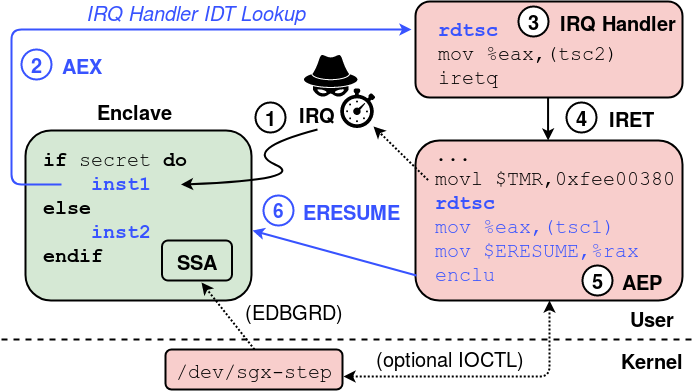 IRQ Handler IDT Lookup
2 AEX
3 IRQ Handler
rdtsc
mov %eax,(tsc2)
iretq
Enclave
1 IRQ
4 IRET
if secret do
inst1
else
inst2
endif
SSA
6 ERESUME
...
movl $TMR,0xfee00380
rdtsc
mov %eax,(tsc1)
mov $ERESUME,%rax
enclu
5 AEP
(EDBGRD)
User
/dev/sgx-step
(optional IOCTL)
Kernel